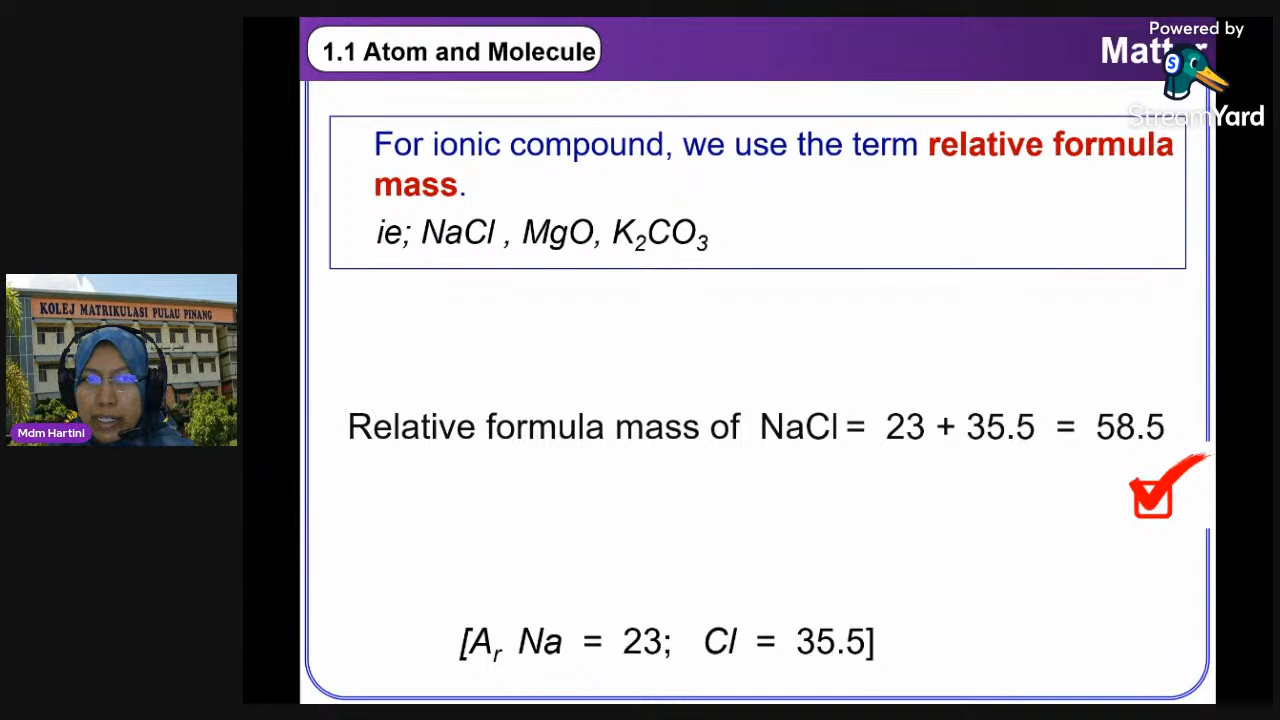 1.1 Atom and Molecule
Matter
Powered by
StreamYard
For ionic compound, we use the term relative formula
mass.
ie; NaCl , MgO, K₂CO₃
KOLEJ MATRIKULASI PULAU PINANG
Mdm Hartini
Relative formula mass of NaCl = 23 + 35.5 = 58.5
[Aᵣ Na = 23; Cl = 35.5]